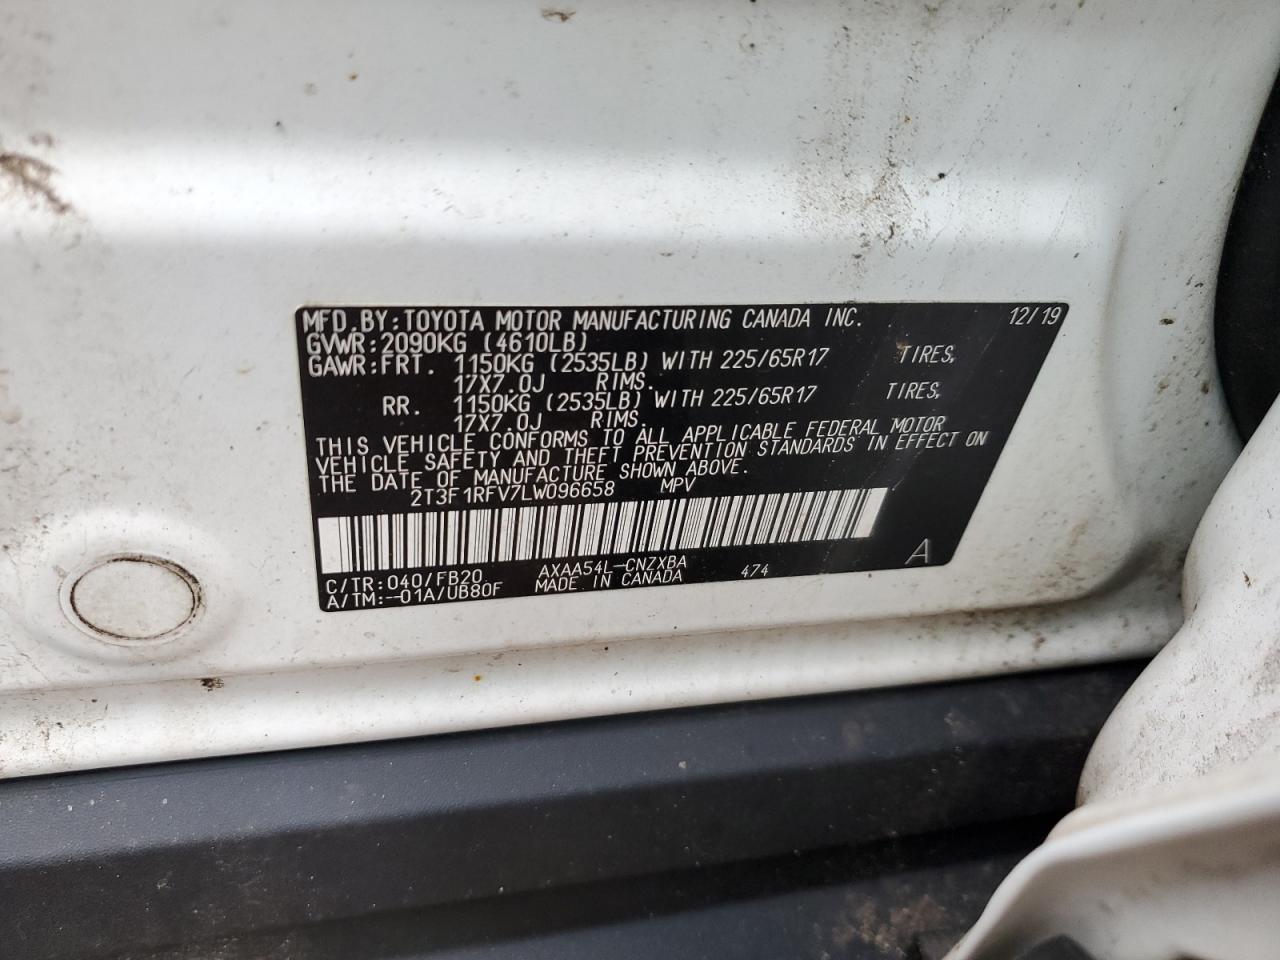 MFD.BY:TOYOTA MOTOR MANUFACTURING CANADA INC. 12/19
GVWR:2090KG (4610LB)
GAWR:FRT. 1150KG (2535LB) WITH 225/65R17 TIRES,
17X7.0J RIMS.
RR. 1150KG (2535LB) WITH 225/65R17 TIRES,
17X7.0J RIMS.
THIS VEHICLE CONFORMS TO ALL APPLICABLE FEDERAL MOTOR
VEHICLE SAFETY AND THEFT PREVENTION STANDARDS IN EFFECT ON
THE DATE OF MANUFACTURE SHOWN ABOVE.
2T3F1RFV7LW096658 MPV
A
C/TR:040/FB20 AXAA54L-CNZXBA 474
A/TM:--01A/UB80F MADE IN CANADA